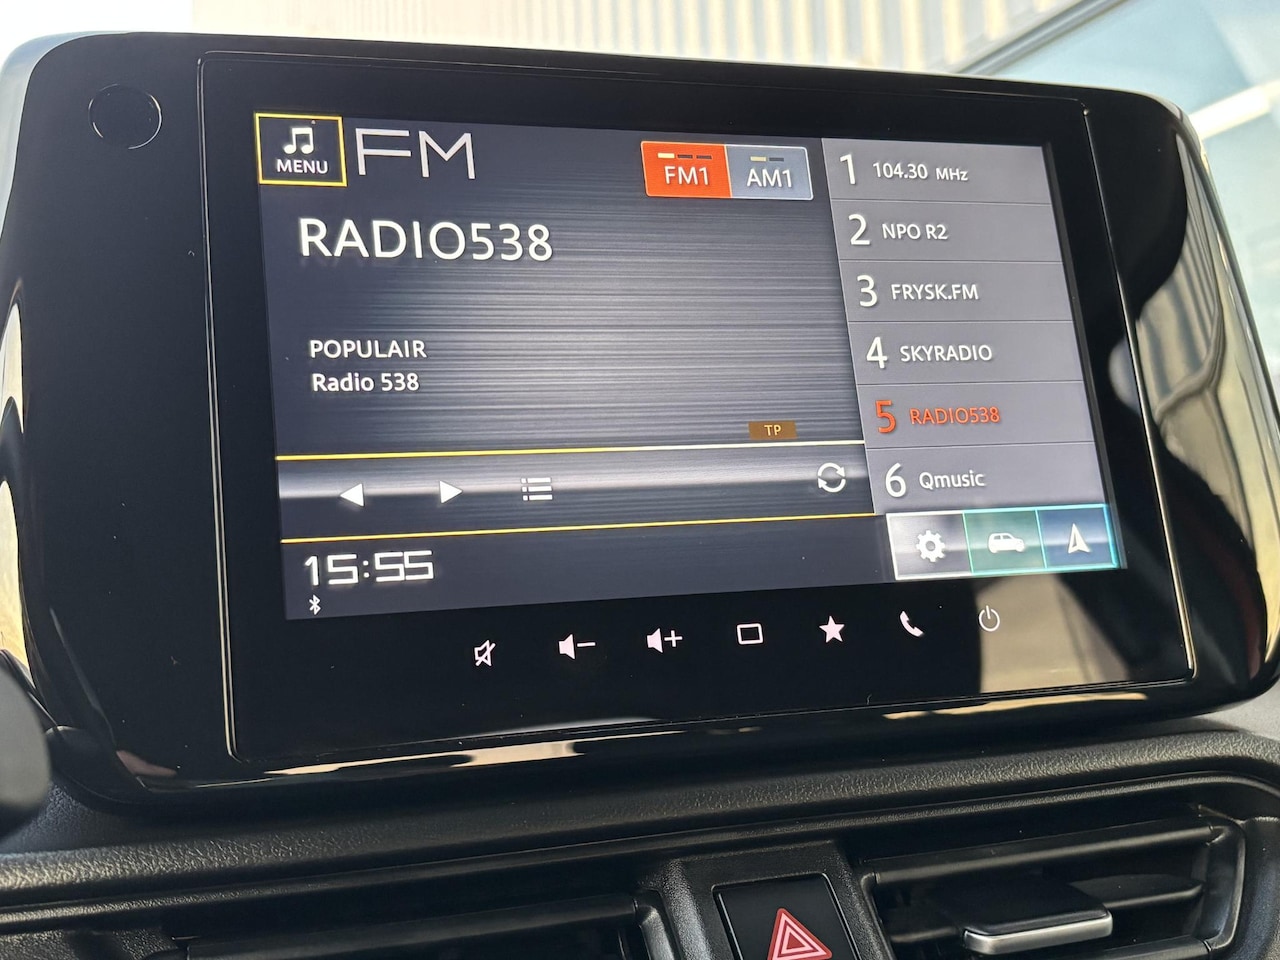 MENU
FM
FM1
AM1
RADIO538
POPULAIR
Radio 538
TP
15:55
1 104.30 MHz
2 NPO R2
3 FRYSK.FM
4 SKYRADIO
5 RADIO538
6 Qmusic